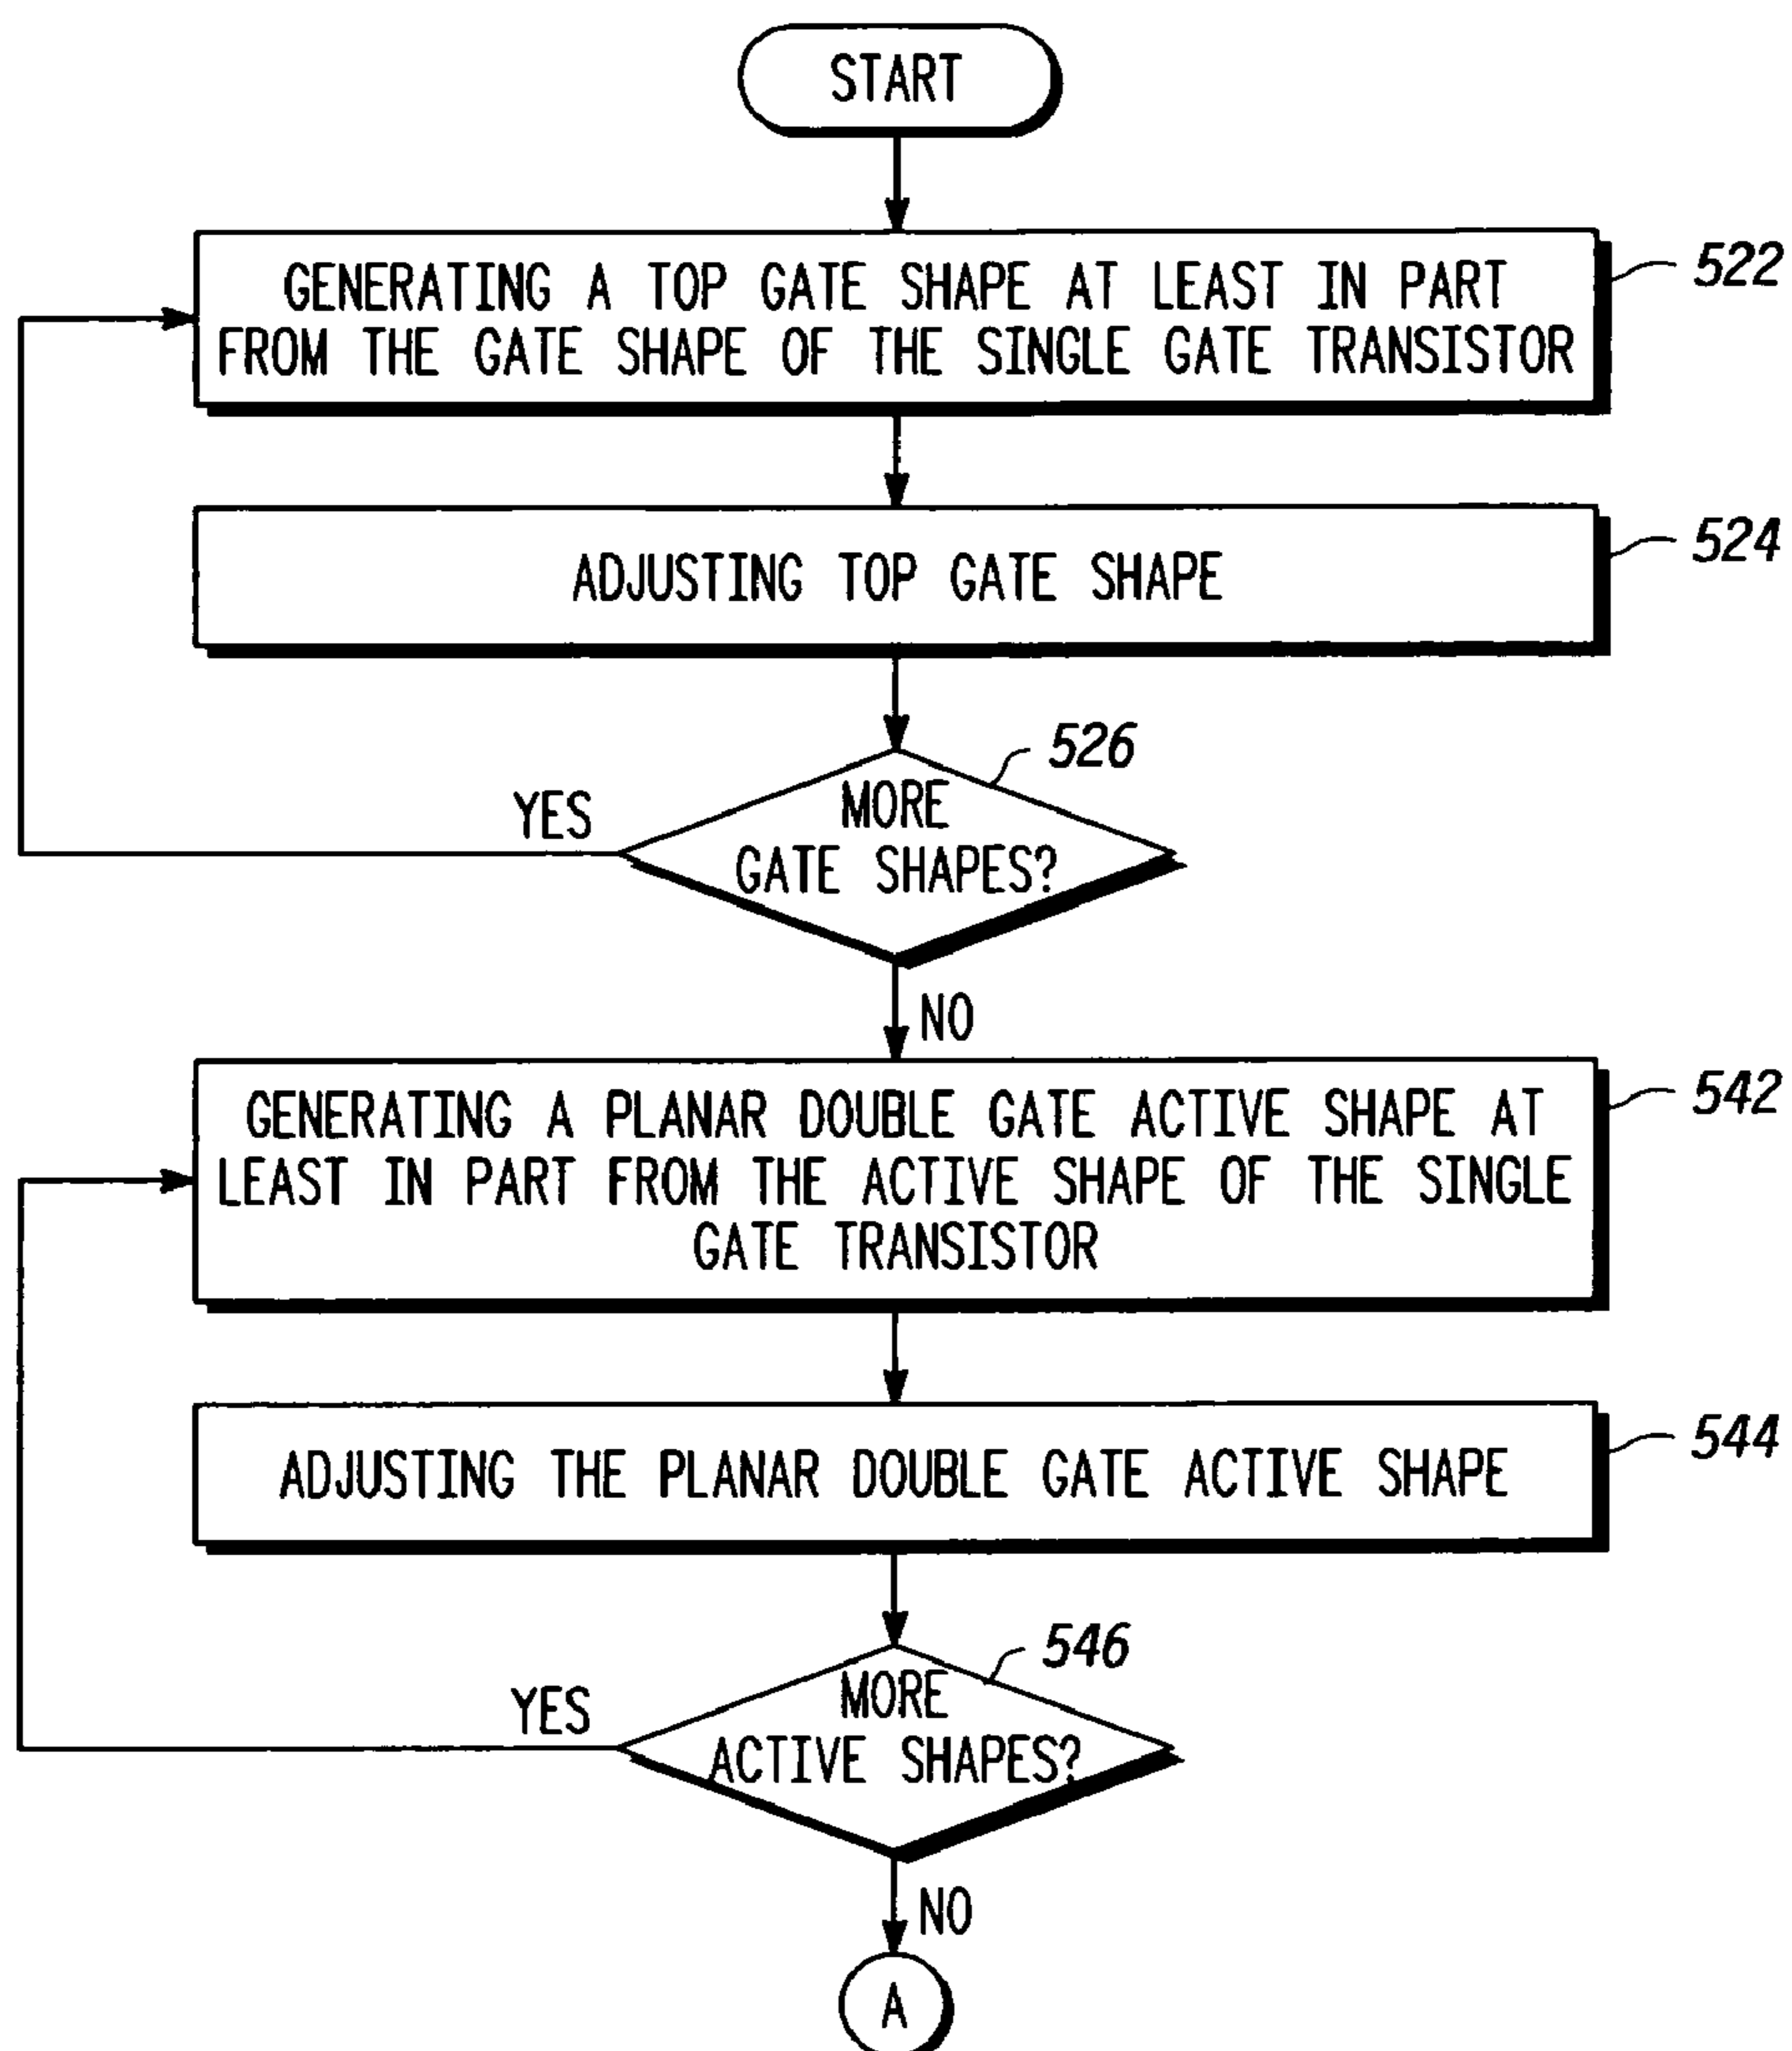 START
GENERATING A TOP GATE SHAPE AT LEAST IN PART
FROM THE GATE SHAPE OF THE SINGLE GATE TRANSISTOR
522
ADJUSTING TOP GATE SHAPE
524
526
MORE
GATE SHAPES?
YES
NO
GENERATING A PLANAR DOUBLE GATE ACTIVE SHAPE AT
LEAST IN PART FROM THE ACTIVE SHAPE OF THE SINGLE
GATE TRANSISTOR
542
ADJUSTING THE PLANAR DOUBLE GATE ACTIVE SHAPE
544
546
MORE
ACTIVE SHAPES?
YES
NO
A